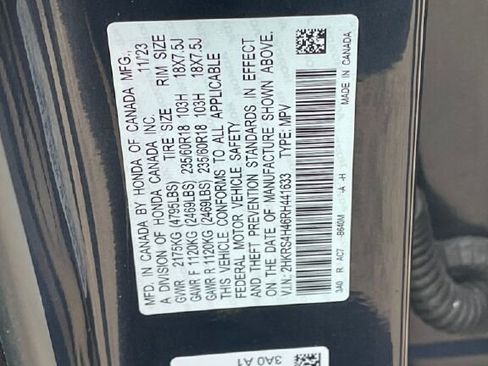 MFD. IN CANADA BY HONDA OF CANADA MFG., 11/23
A DIVISION OF HONDA CANADA INC.
TIRE SIZE RIM SIZE
GVWR 2175KG (4795LBS)
GAWR F 1120KG (2469LBS) 235/60R18 103H 18X7.5J
GAWR R 1120KG (2469LBS) 235/60R18 103H 18X7.5J
THIS VEHICLE CONFORMS TO ALL APPLICABLE
FEDERAL MOTOR VEHICLE SAFETY
AND THEFT PREVENTION STANDARDS IN EFFECT
ON THE DATE OF MANUFACTURE SHOWN ABOVE.
V.I.N.: 2HKRS4H46RH441633 TYPE: MPV
3A0 R AC7 -B640M -A -H
MADE IN CANADA
3A0 A1